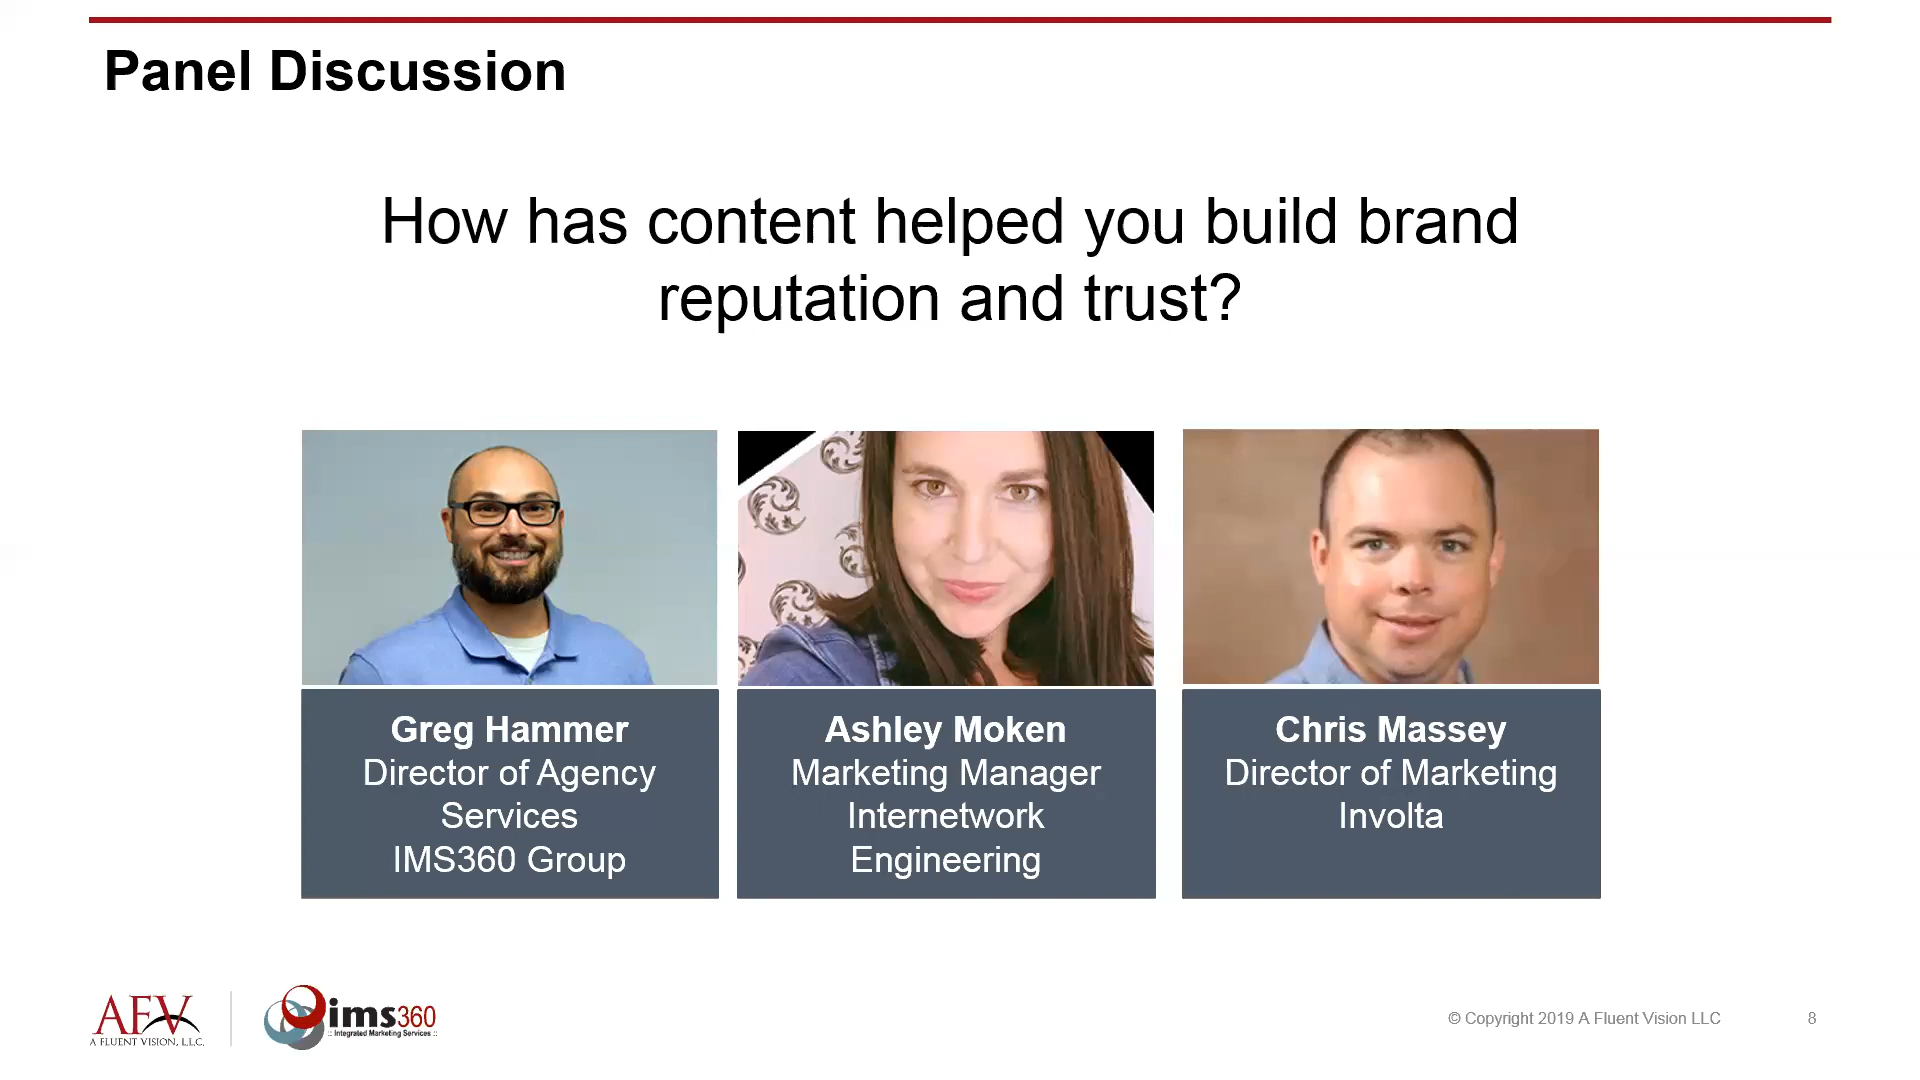 Panel Discussion
How has content helped you build brand
reputation and trust?
Greg Hammer
Director of Agency
Services
IMS360 Group
Ashley Moken
Marketing Manager
Internetwork
Engineering
Chris Massey
Director of Marketing
Involta
AFV
A FLUENT VISION, L.L.C.
ims360
:: Integrated Marketing Services ::
© Copyright 2019 A Fluent Vision LLC
8